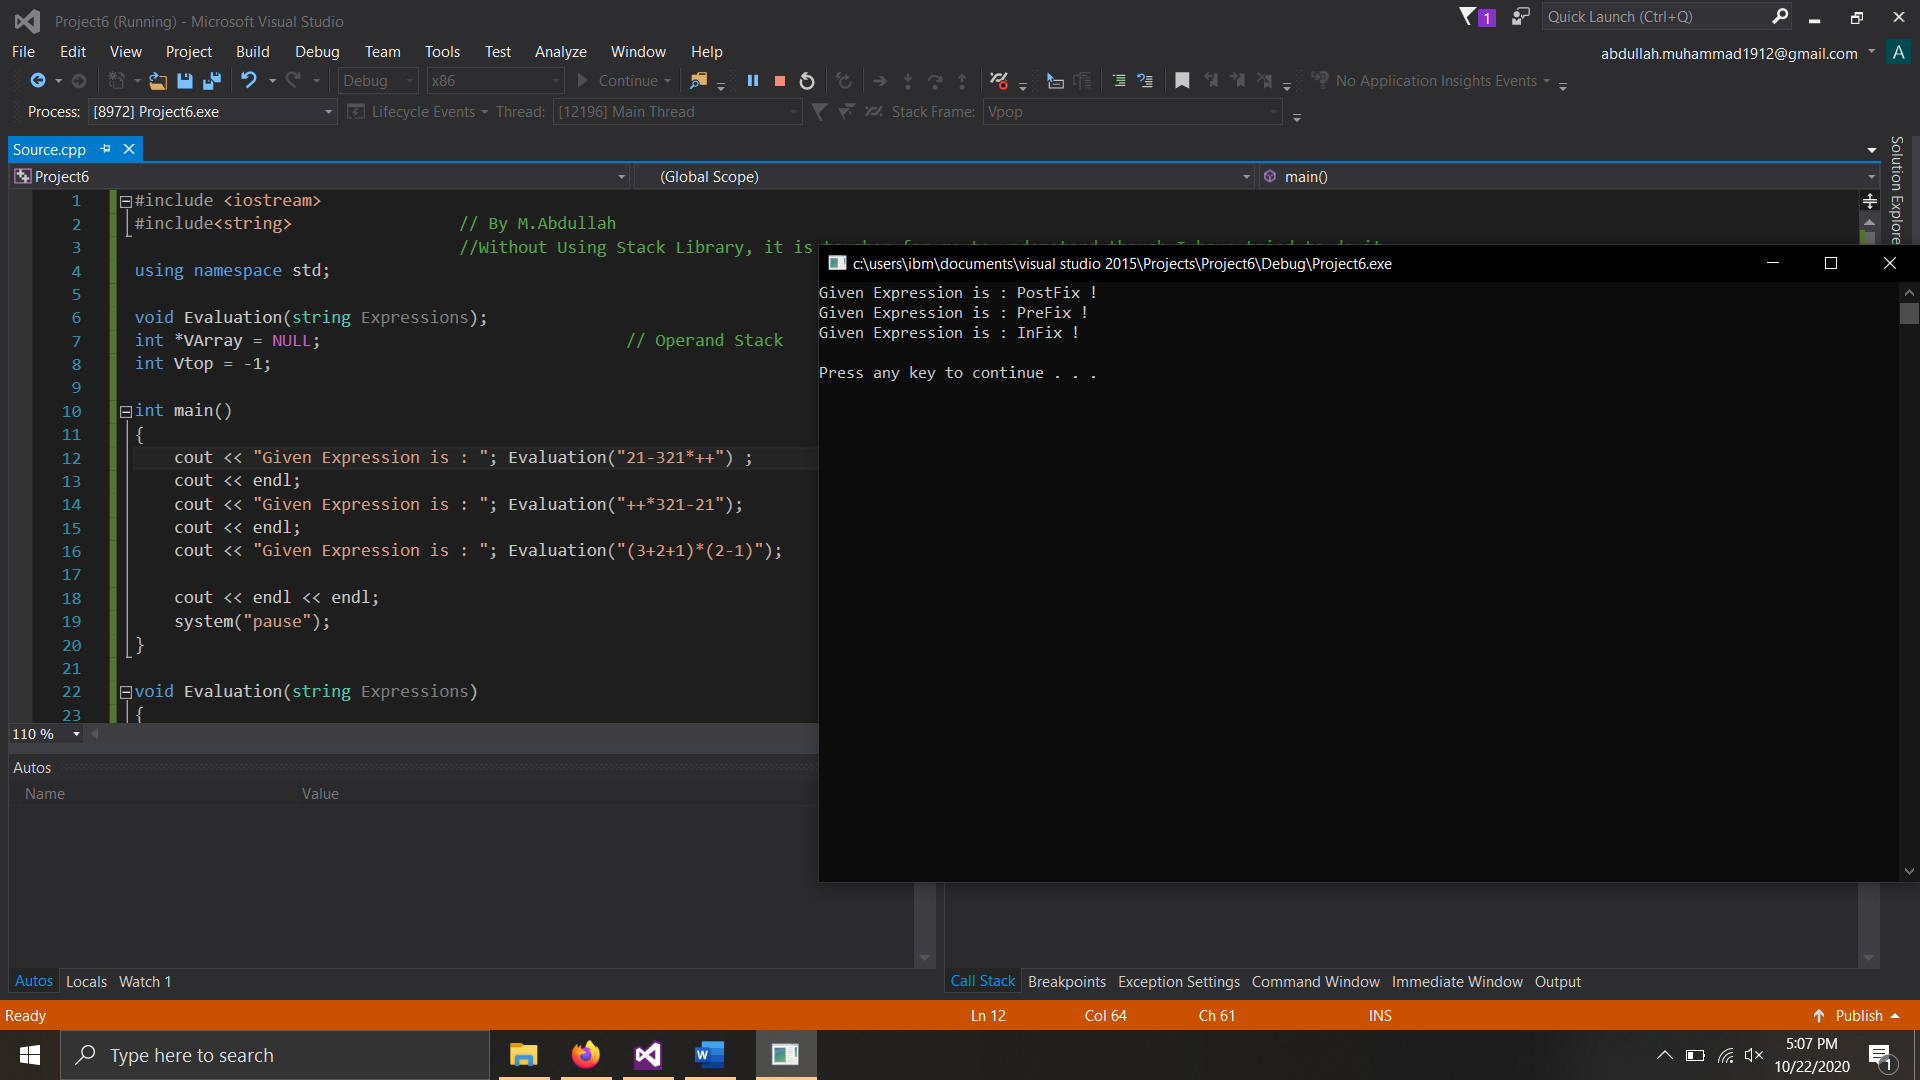 Project6 (Running) - Microsoft Visual Studio
1
Quick Launch (Ctrl+Q)
File Edit View Project Build Debug Team Tools Test Analyze Window Help
abdullah.muhammad1912@gmail.com A
Debug x86 Continue No Application Insights Events
Process: [8972] Project6.exe Lifecycle Events Thread: [12196] Main Thread Stack Frame: Vpop
Source.cpp
Project6 (Global Scope) main()
Solution Explore
1 #include <iostream>
2 #include<string> // By M.Abdullah
3 //Without Using Stack Library, it is
4 using namespace std;
5
6 void Evaluation(string Expressions);
7 int *VArray = NULL; // Operand Stack
8 int Vtop = -1;
9
10 int main()
11 {
12 cout << "Given Expression is : "; Evaluation("21-321*++") ;
13 cout << endl;
14 cout << "Given Expression is : "; Evaluation("++*321-21");
15 cout << endl;
16 cout << "Given Expression is : "; Evaluation("(3+2+1)*(2-1)");
17
18 cout << endl << endl;
19 system("pause");
20 }
21
22 void Evaluation(string Expressions)
23 {
110 %
c:\users\ibm\documents\visual studio 2015\Projects\Project6\Debug\Project6.exe
Given Expression is : PostFix !
Given Expression is : PreFix !
Given Expression is : InFix !
Press any key to continue . . .
Autos
Name Value
Autos Locals Watch 1
Call Stack Breakpoints Exception Settings Command Window Immediate Window Output
Ready Ln 12 Col 64 Ch 61 INS Publish
Type here to search
5:07 PM
10/22/2020
1